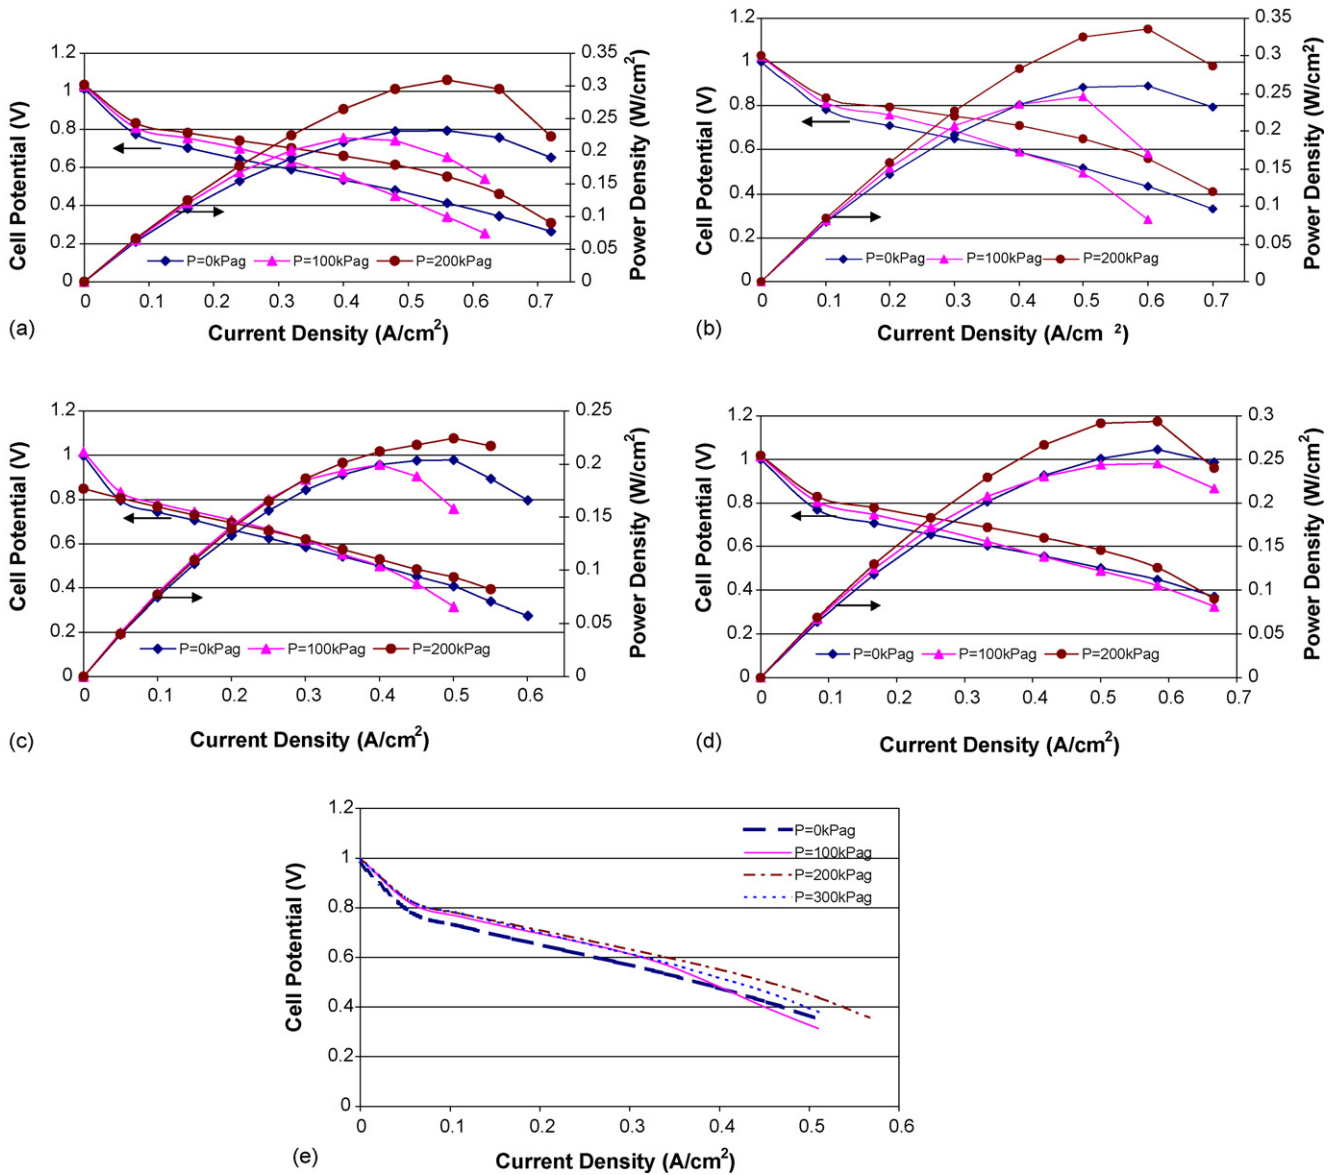 1.2
1
0.8
0.6
0.4
0.2
0
Cell Potential (V)
0.35
0.3
0.25
0.2
0.15
0.1
0.05
0
Power Density (W/cm²)
P=0kPag P=100kPag P=200kPag
0 0.1 0.2 0.3 0.4 0.5 0.6 0.7
(a) Current Density (A/cm²)
1.2
1
0.8
0.6
0.4
0.2
0
Cell Potential (V)
0.35
0.3
0.25
0.2
0.15
0.1
0.05
0
Power Density (W/cm²)
P=0kPag P=100kPag P=200kPag
0 0.1 0.2 0.3 0.4 0.5 0.6 0.7
(b) Current Density (A/cm ²)
1.2
1
0.8
0.6
0.4
0.2
0
Cell Potential (V)
0.25
0.2
0.15
0.1
0.05
0
Power Density (W/cm²)
P=0kPag P=100kPag P=200kPag
0 0.1 0.2 0.3 0.4 0.5 0.6
(c) Current Density (A/cm²)
1.2
1
0.8
0.6
0.4
0.2
0
Cell Potential (V)
0.3
0.25
0.2
0.15
0.1
0.05
0
Power Density (W/cm²)
P=0kPag P=100kPag P=200kPag
0 0.1 0.2 0.3 0.4 0.5 0.6 0.7
(d) Current Density (A/cm²)
1.2
1
0.8
0.6
0.4
0.2
0
Cell Potential (V)
P=0kPag
P=100kPag
P=200kPag
P=300kPag
0 0.1 0.2 0.3 0.4 0.5 0.6
(e) Current Density (A/cm²)